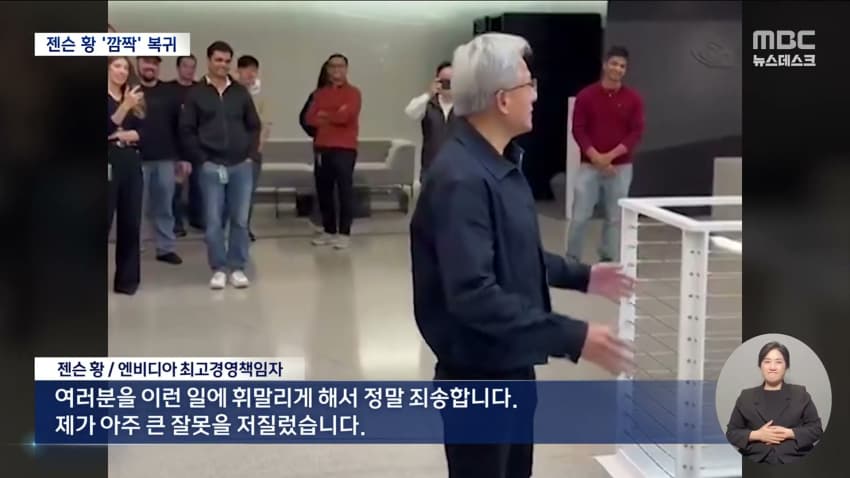 젠슨 황 '깜짝' 복귀
MBC
뉴스데스크
젠슨 황 / 엔비디아 최고경영책임자
여러분을 이런 일에 휘말리게 해서 정말 죄송합니다.
제가 아주 큰 잘못을 저질렀습니다.